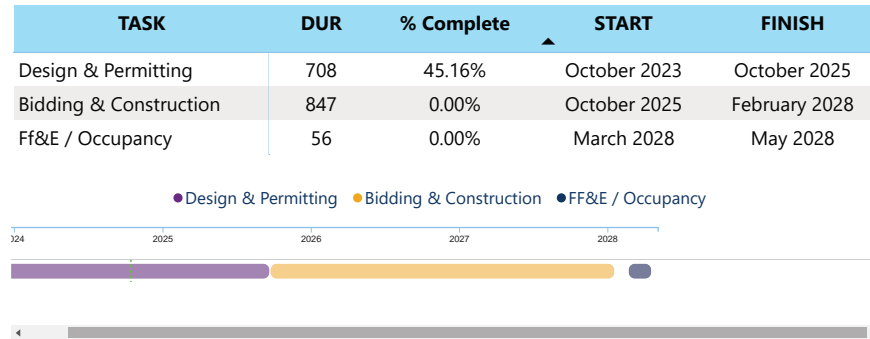 TASK DUR % Complete START FINISH
Design & Permitting 708 45.16% October 2023 October 2025
Bidding & Construction 847 0.00% October 2025 February 2028
Ff&E / Occupancy 56 0.00% March 2028 May 2028
Design & Permitting Bidding & Construction FF&E / Occupancy
024 2025 2026 2027 2028